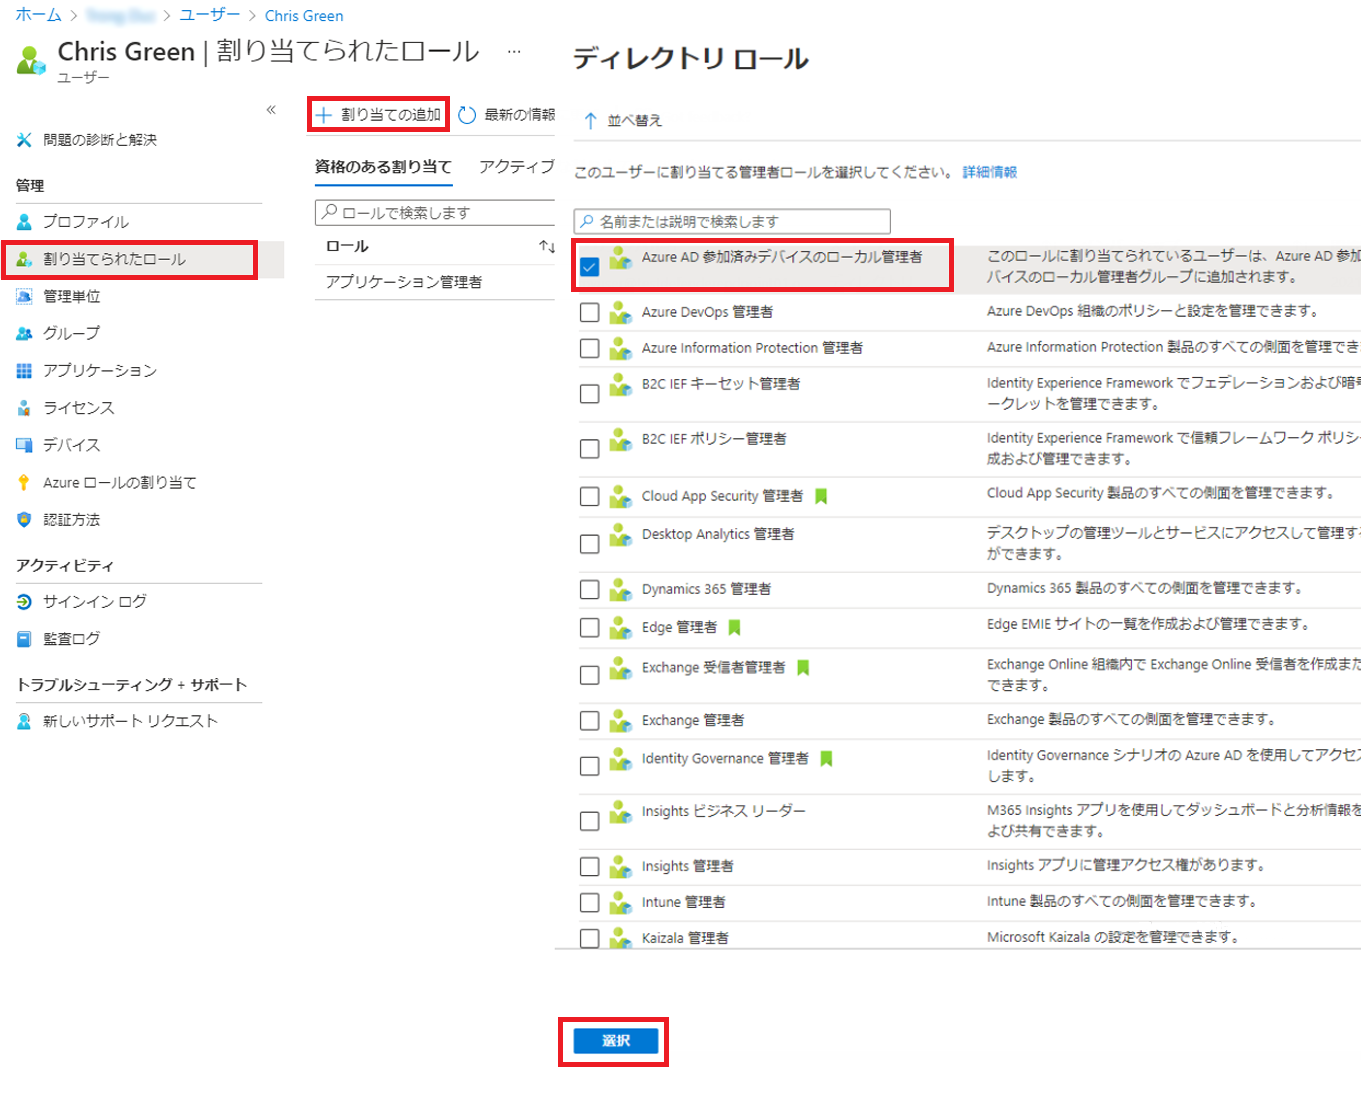 ホーム > > ユーザー > Chris Green
Chris Green | 割り当てられたロール …
ユーザー
«
問題の診断と解決
管理
プロファイル
割り当てられたロール
管理単位
グループ
アプリケーション
ライセンス
デバイス
Azure ロールの割り当て
認証方法
アクティビティ
サインイン ログ
監査ログ
トラブルシューティング + サポート
新しいサポート リクエスト
+ 割り当ての追加 最新の情報
資格のある割り当て アクティブ
ロールで検索します
ロール ↑↓
アプリケーション管理者
ディレクトリ ロール
↑ 並べ替え
このユーザーに割り当てる管理者ロールを選択してください。 詳細情報
名前または説明で検索します
Azure AD 参加済みデバイスのローカル管理者 このロールに割り当てられているユーザーは、Azure AD 参加
バイスのローカル管理者グループに追加されます。
Azure DevOps 管理者 Azure DevOps 組織のポリシーと設定を管理できます。
Azure Information Protection 管理者 Azure Information Protection 製品のすべての側面を管理でき
B2C IEF キーセット管理者 Identity Experience Framework でフェデレーションおよび暗号
ークレットを管理できます。
B2C IEF ポリシー管理者 Identity Experience Framework で信頼フレームワーク ポリシー
成および管理できます。
Cloud App Security 管理者 Cloud App Security 製品のすべての側面を管理できます。
Desktop Analytics 管理者 デスクトップの管理ツールとサービスにアクセスして管理する
ができます。
Dynamics 365 管理者 Dynamics 365 製品のすべての側面を管理できます。
Edge 管理者 Edge EMIE サイトの一覧を作成および管理できます。
Exchange 受信者管理者 Exchange Online 組織内で Exchange Online 受信者を作成また
できます。
Exchange 管理者 Exchange 製品のすべての側面を管理できます。
Identity Governance 管理者 Identity Governance シナリオの Azure AD を使用してアクセス
します。
Insights ビジネス リーダー M365 Insights アプリを使用してダッシュボードと分析情報を
よび共有できます。
Insights 管理者 Insights アプリに管理アクセス権があります。
Intune 管理者 Intune 製品のすべての側面を管理できます。
Kaizala 管理者 Microsoft Kaizala の設定を管理できます。
選択